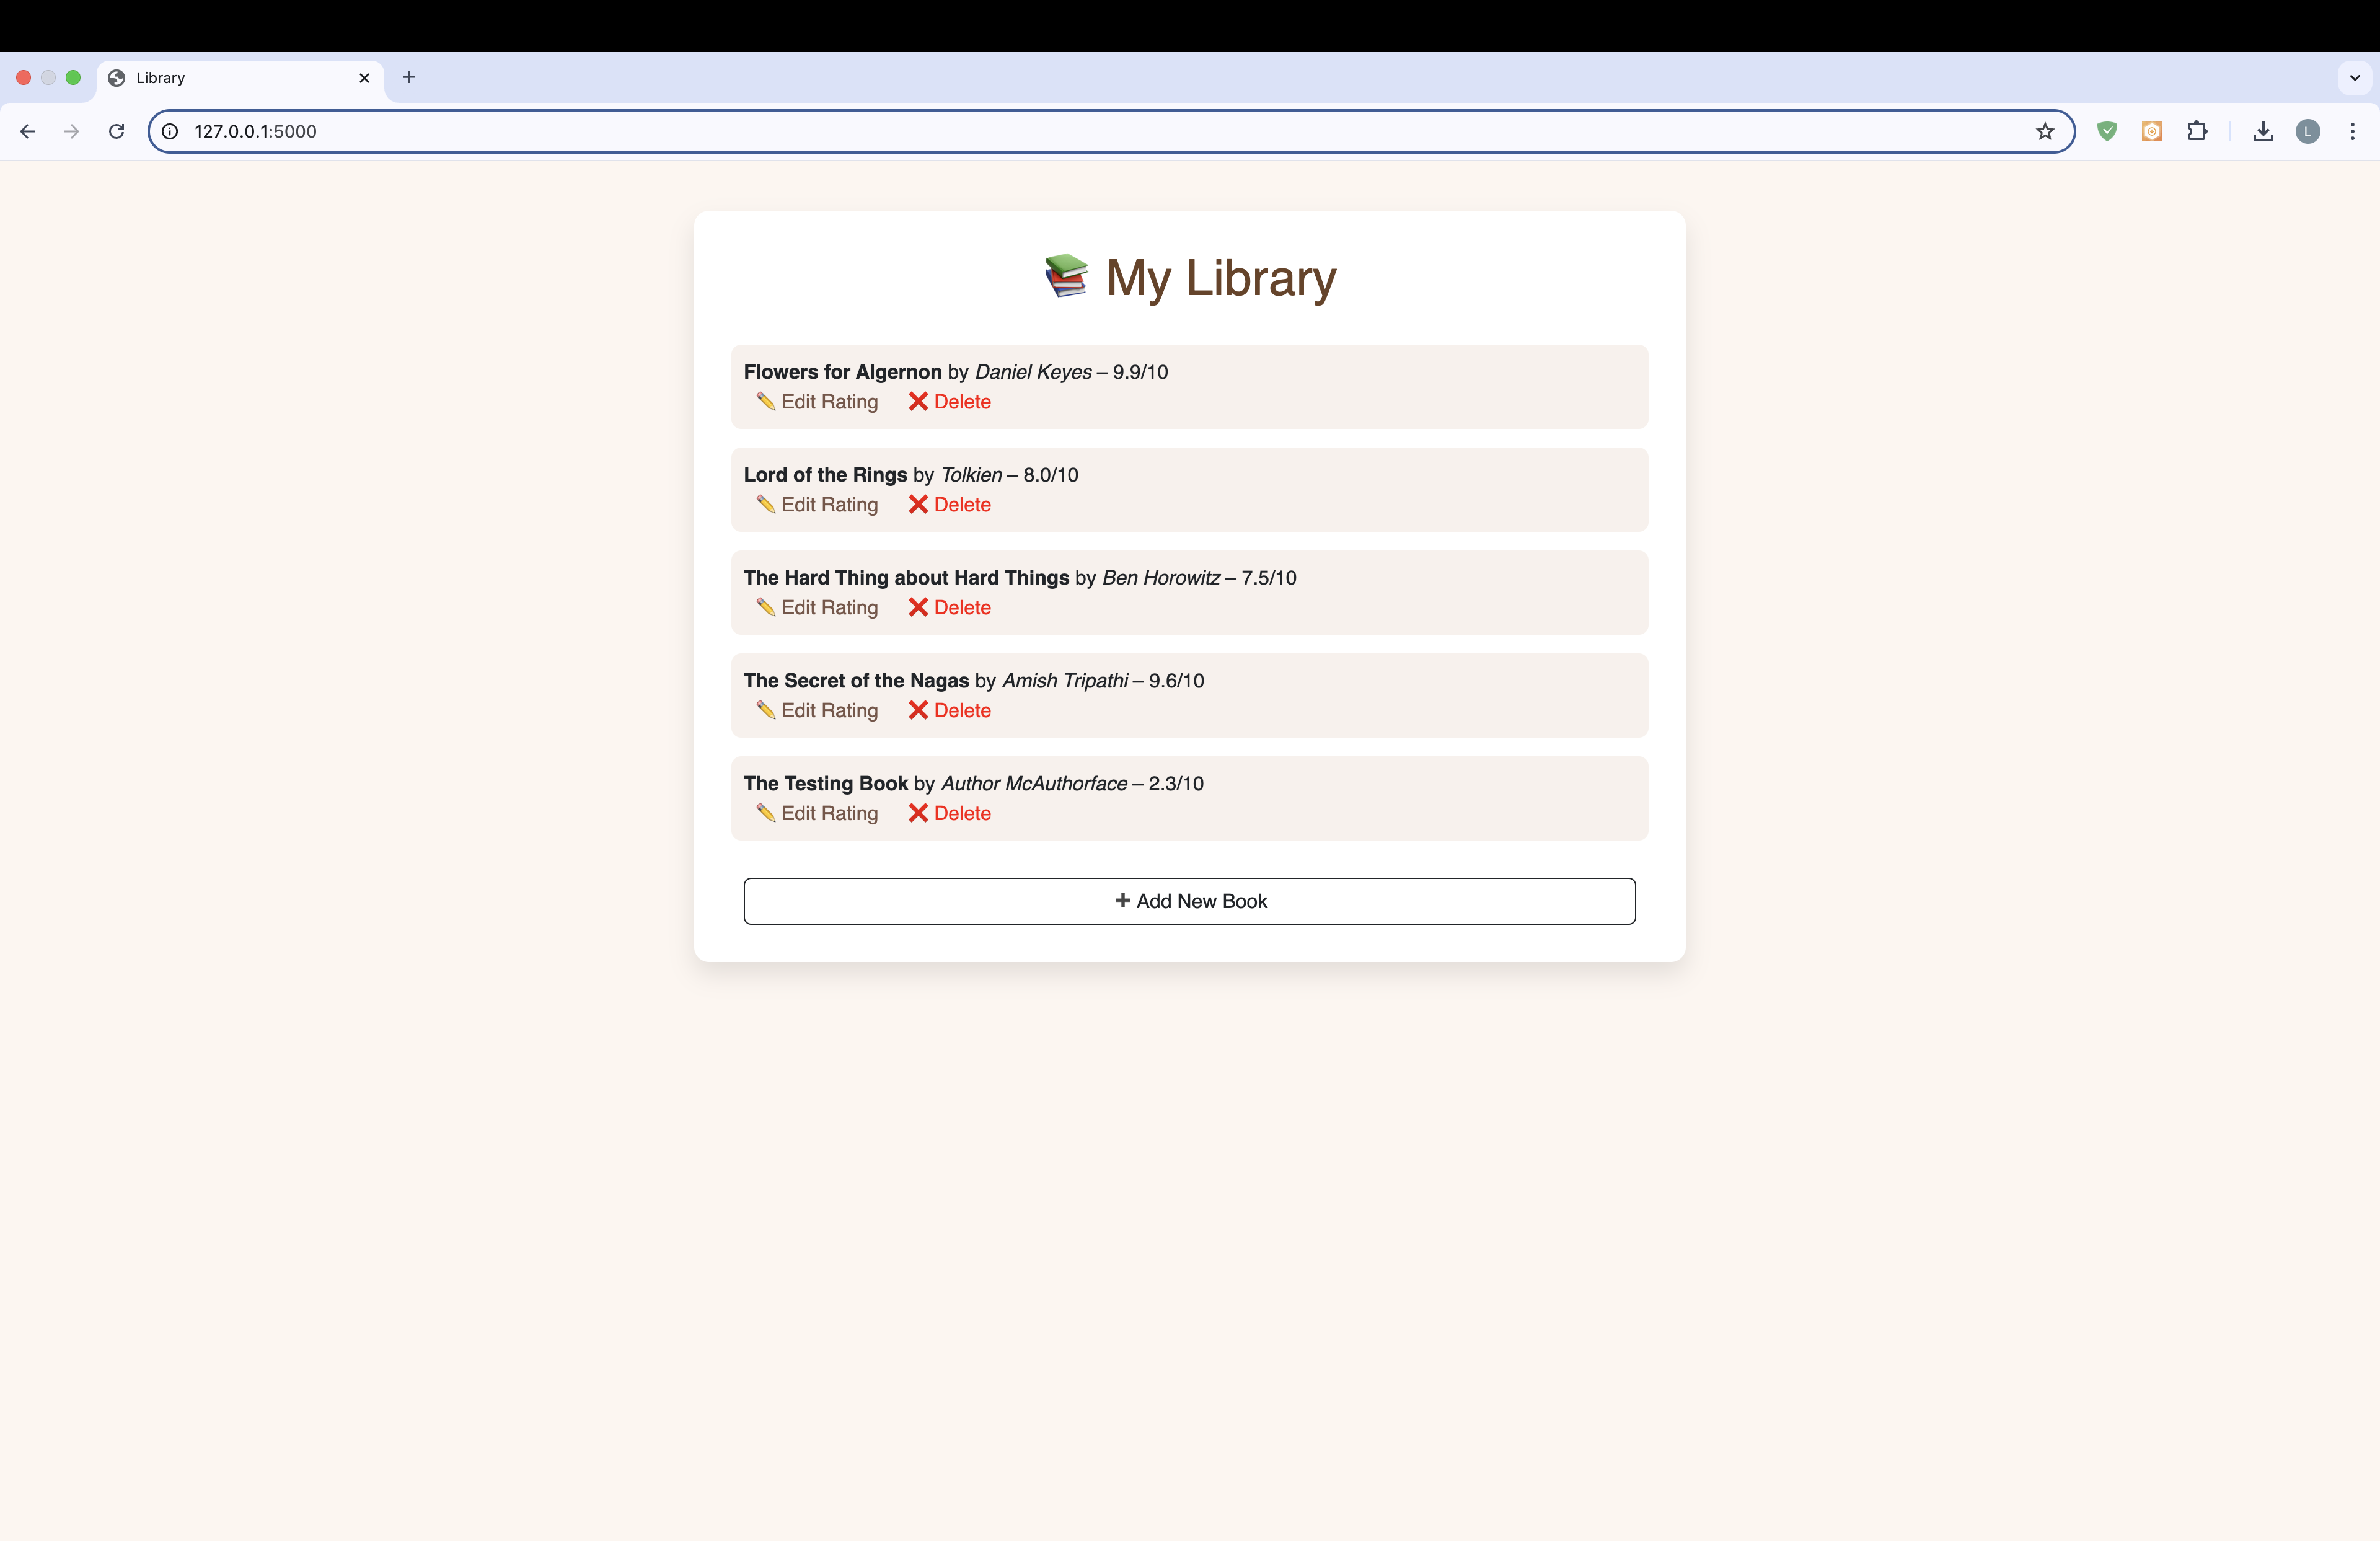 Library
127.0.0.1:5000
L
📚 My Library
Flowers for Algernon by Daniel Keyes – 9.9/10
✏️ Edit Rating ❌ Delete
Lord of the Rings by Tolkien – 8.0/10
✏️ Edit Rating ❌ Delete
The Hard Thing about Hard Things by Ben Horowitz – 7.5/10
✏️ Edit Rating ❌ Delete
The Secret of the Nagas by Amish Tripathi – 9.6/10
✏️ Edit Rating ❌ Delete
The Testing Book by Author McAuthorface – 2.3/10
✏️ Edit Rating ❌ Delete
➕ Add New Book